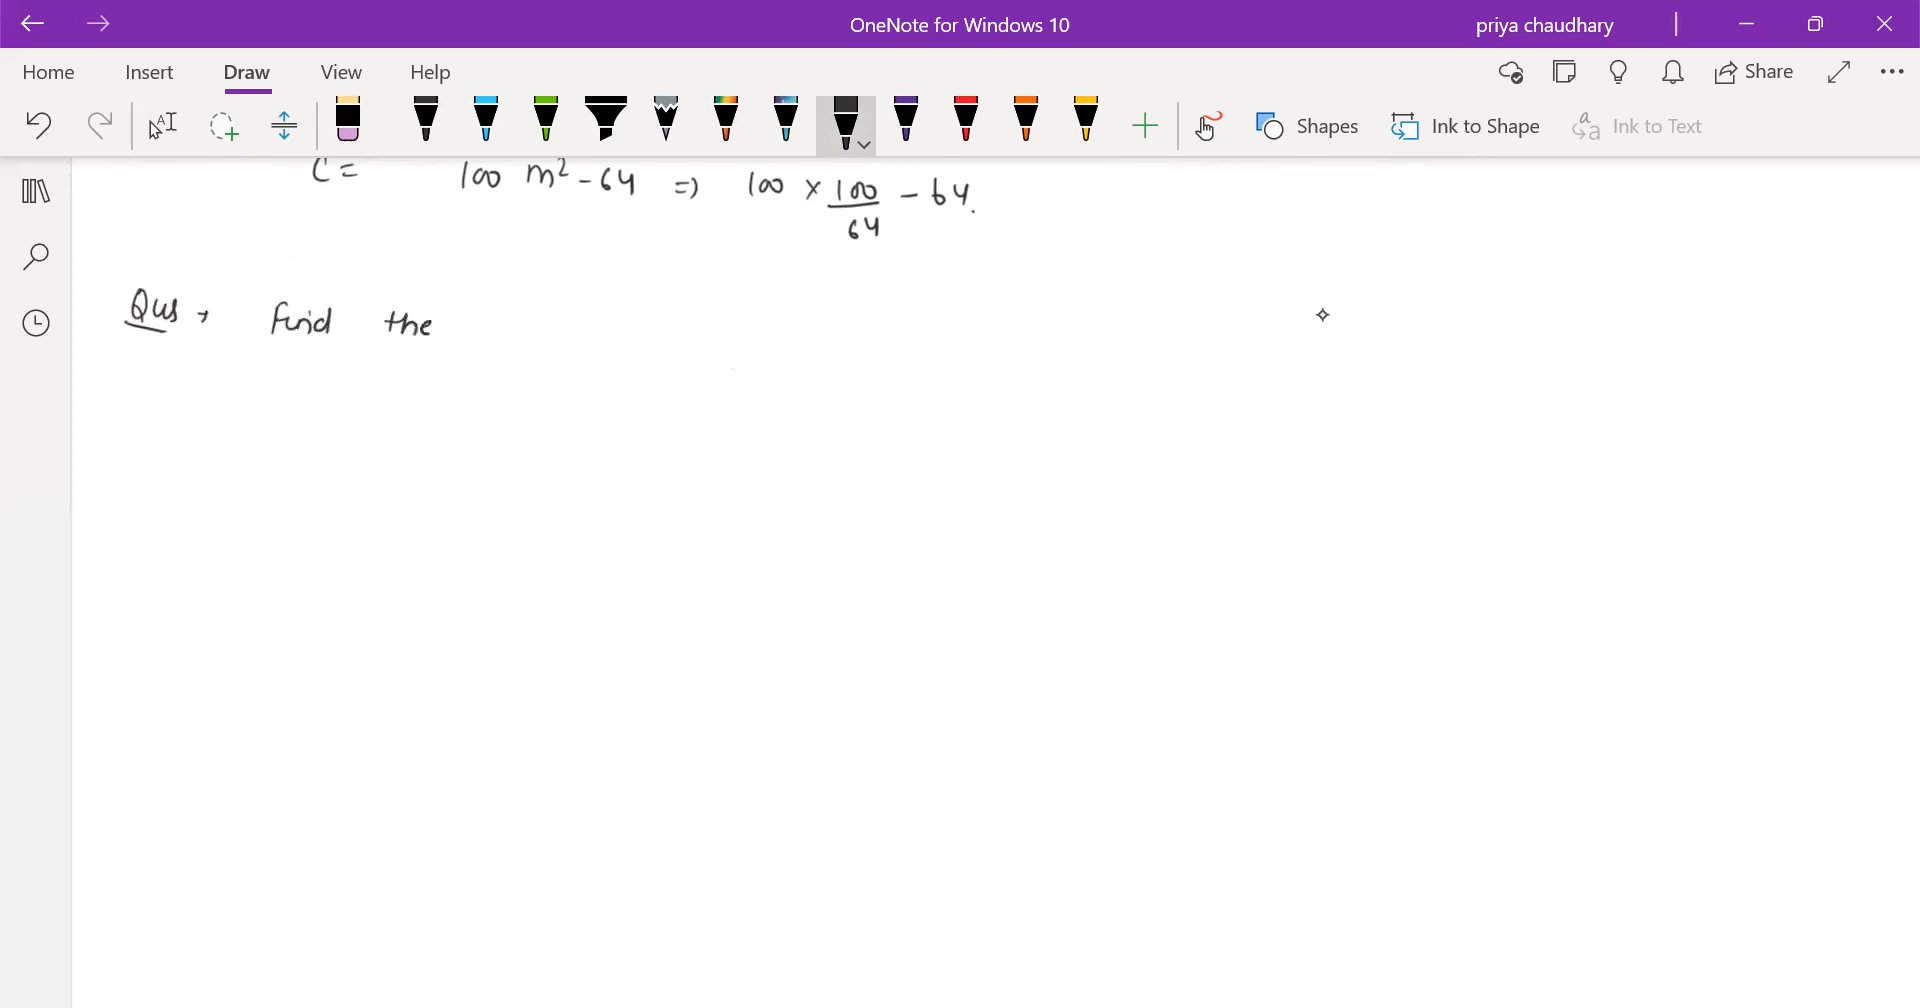 OneNote for Windows 10 priya chaudhary
Home Insert Draw View Help Share
Shapes Ink to Shape Ink to Text
C = 100 m² - 64 => 100 × 100/64 - 64.
Qus → Find the